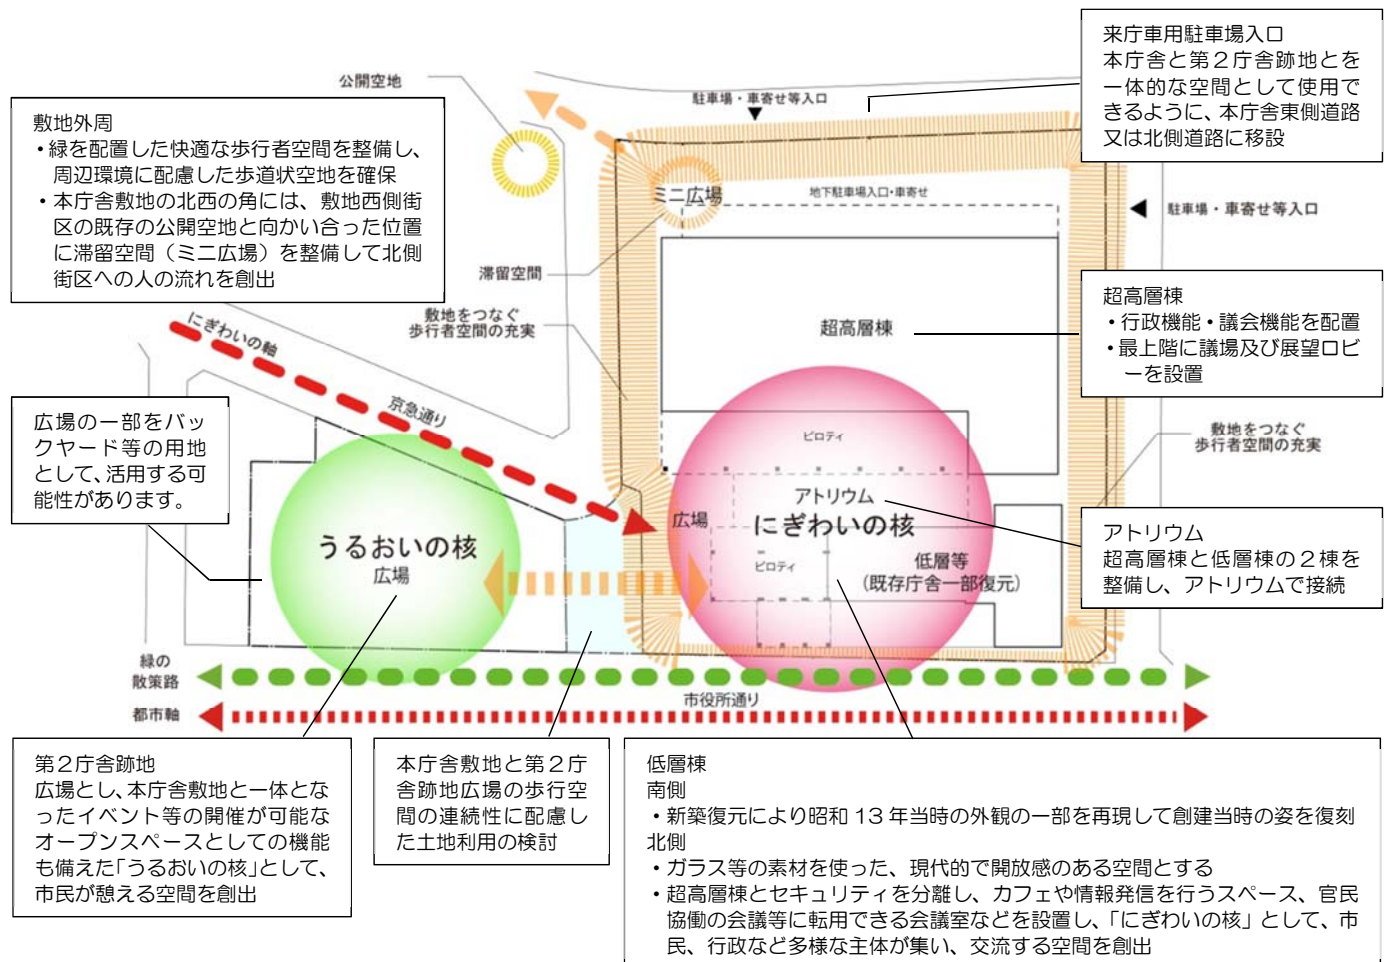 来庁車用駐車場入口
本庁舎と第２庁舎跡地とを
一体的な空間として使用で
きるように、本庁舎東側道路
又は北側道路に移設
公開空地
駐車場・車寄せ等入口
敷地外周
・緑を配置した快適な歩行者空間を整備し、
周辺環境に配慮した歩道状空地を確保
・本庁舎敷地の北西の角には、敷地西側街
区の既存の公開空地と向かい合った位置
に滞留空間（ミニ広場）を整備して北側
街区への人の流れを創出
ミニ広場
地下駐車場入口・車寄せ
駐車場・車寄せ等入口
滞留空間
敷地をつなぐ
歩行者空間の充実
超高層棟
超高層棟
・行政機能・議会機能を配置
・最上階に議場及び展望ロビ
ーを設置
にぎわいの軸
京急通り
広場の一部をバッ
クヤード等の用地
として、活用する可
能性があります。
ピロティ
敷地をつなぐ
歩行者空間の充実
アトリウム
にぎわいの核
広場
うるおいの核
広場
ピロティ
低層等
（既存庁舎一部復元）
アトリウム
超高層棟と低層棟の２棟を
整備し、アトリウムで接続
緑の
散策路
市役所通り
都市軸
第２庁舎跡地
広場とし、本庁舎敷地と一体とな
ったイベント等の開催が可能な
オープンスペースとしての機能
も備えた「うるおいの核」として、
市民が憩える空間を創出
本庁舎敷地と第２庁
舎跡地広場の歩行空
間の連続性に配慮し
た土地利用の検討
低層棟
南側
・新築復元により昭和 13 年当時の外観の一部を再現して創建当時の姿を復刻
北側
・ガラス等の素材を使った、現代的で開放感のある空間とする
・超高層棟とセキュリティを分離し、カフェや情報発信を行うスペース、官民
協働の会議等に転用できる会議室などを設置し、「にぎわいの核」として、市
民、行政など多様な主体が集い、交流する空間を創出